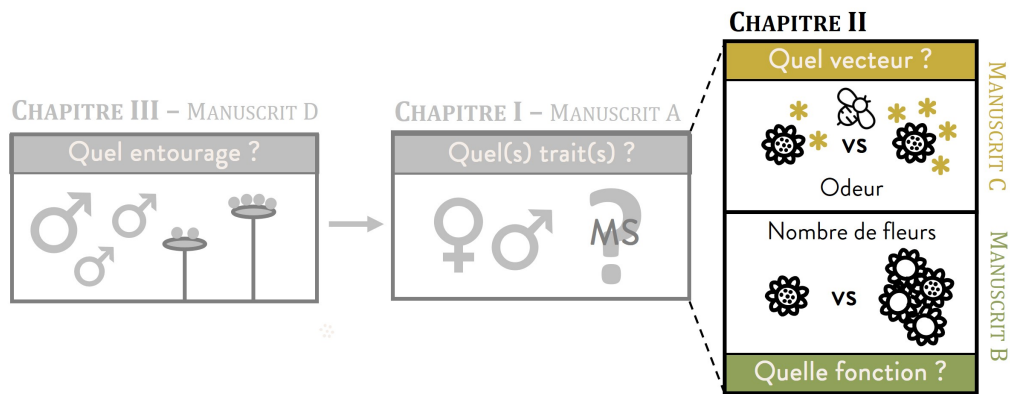 CHAPITRE III – MANUSCRIT D
Quel entourage ?
CHAPITRE I – MANUSCRIT A
Quel(s) trait(s) ?
?
MS
CHAPITRE II
Quel vecteur ?
vs
Odeur
MANUSCRIT C
Nombre de fleurs
vs
Quelle fonction ?
MANUSCRIT B